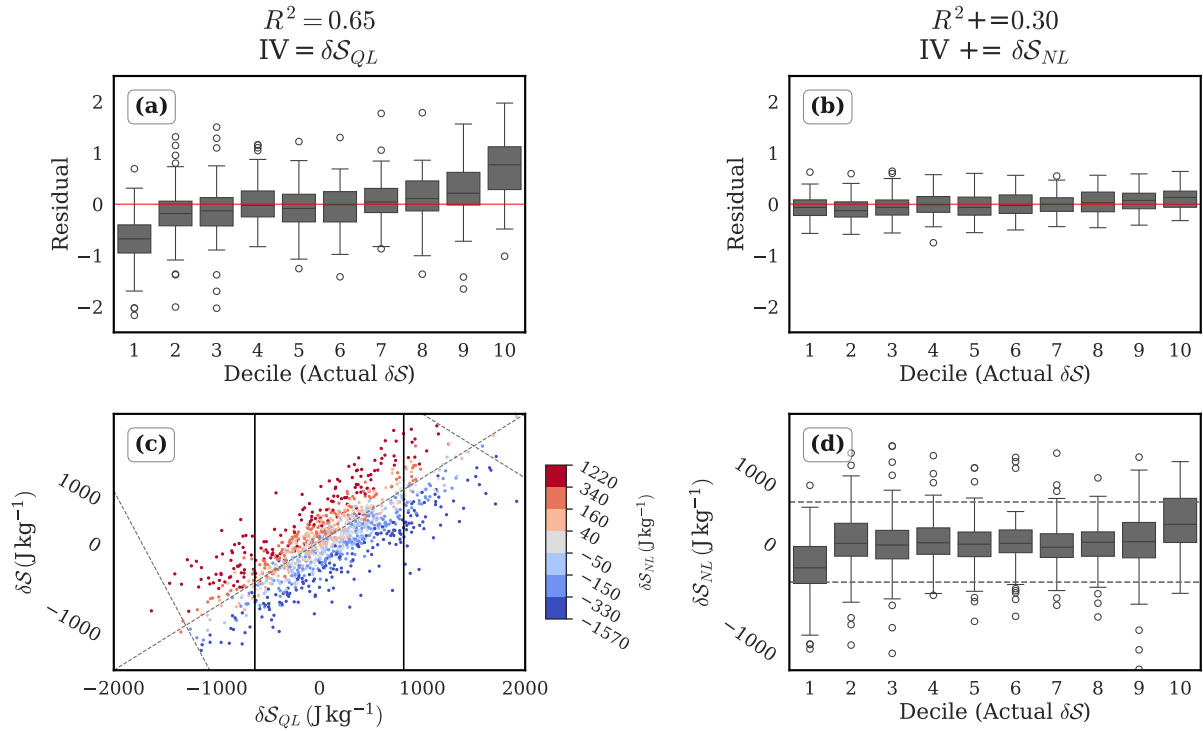 R² = 0.65
IV = δ𝒮_QL
R² += 0.30
IV += δ𝒮_NL
(a)
Residual
2
1
0
−1
−2
1 2 3 4 5 6 7 8 9 10
Decile (Actual δ𝒮)
(b)
Residual
2
1
0
−1
−2
1 2 3 4 5 6 7 8 9 10
Decile (Actual δ𝒮)
(c)
δ𝒮 (J kg⁻¹)
1000
0
−1000
−2000 −1000 0 1000 2000
δ𝒮_QL (J kg⁻¹)
1220
340
160
40
−50
−150
−330
−1570
δ𝒮_NL (J kg⁻¹)
(d)
δ𝒮_NL (J kg⁻¹)
1000
0
−1000
1 2 3 4 5 6 7 8 9 10
Decile (Actual δ𝒮)